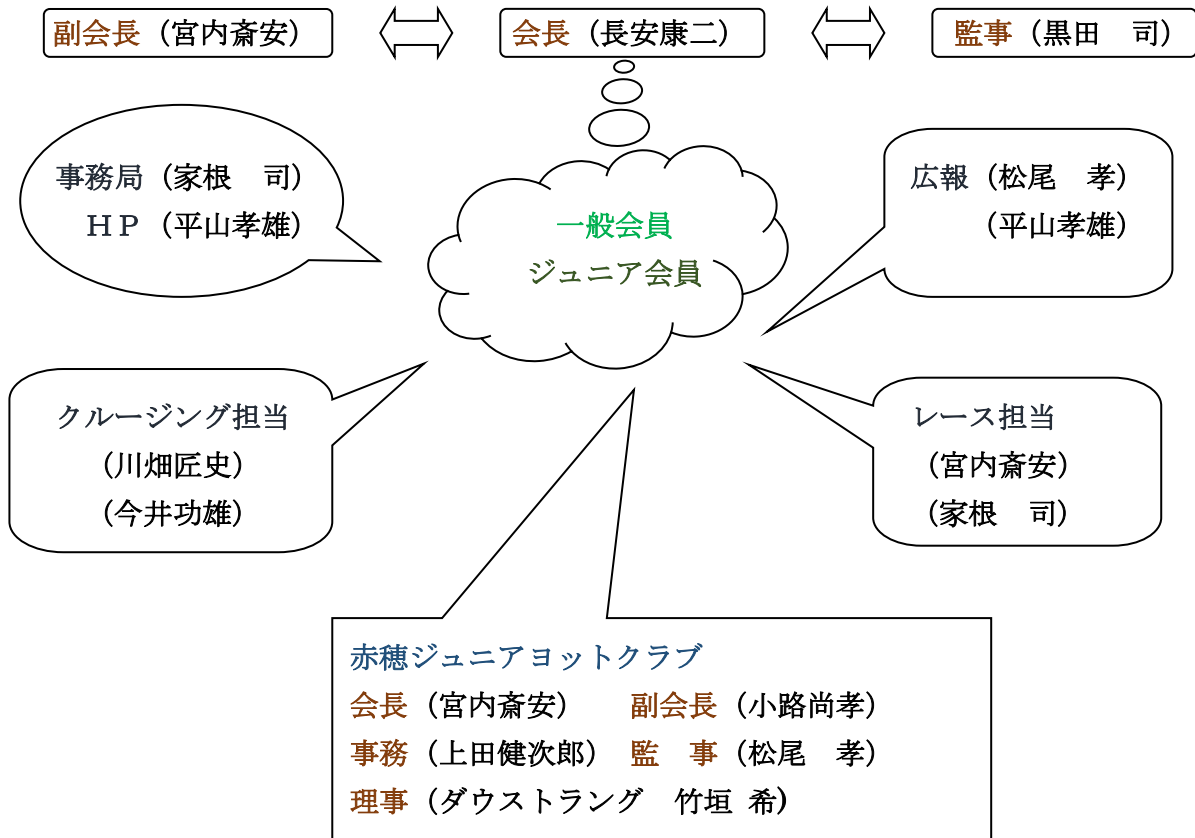 副会長（宮内斎安）
会長（長安康二）
監事（黒田　司）
事務局（家根　司）
ＨＰ（平山孝雄）
広報（松尾　孝）
（平山孝雄）
一般会員
ジュニア会員
クルージング担当
（川畑匠史）
（今井功雄）
レース担当
（宮内斎安）
（家根　司）
赤穂ジュニアヨットクラブ
会長（宮内斎安）　副会長（小路尚孝）
事務（上田健次郎）監　事（松尾　孝）
理事（ダウストラング　竹垣 希)